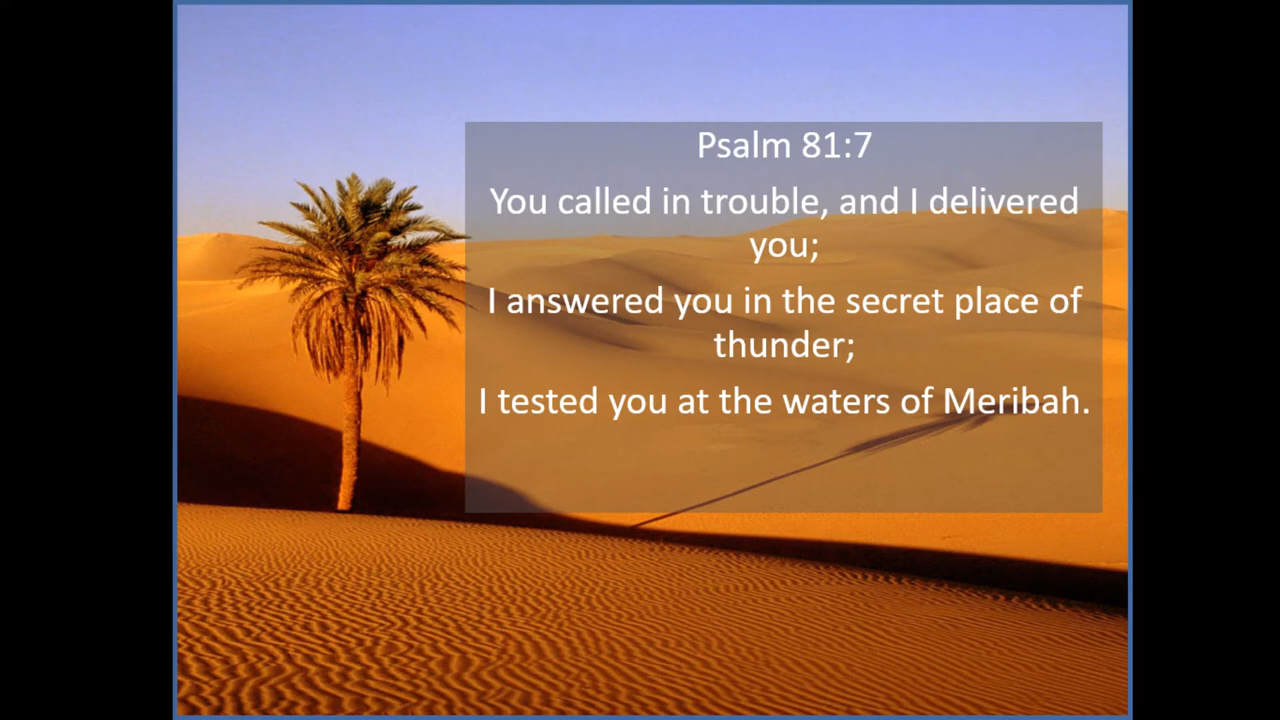 Psalm 81:7
You called in trouble, and I delivered
you;
I answered you in the secret place of
thunder;
I tested you at the waters of Meribah.